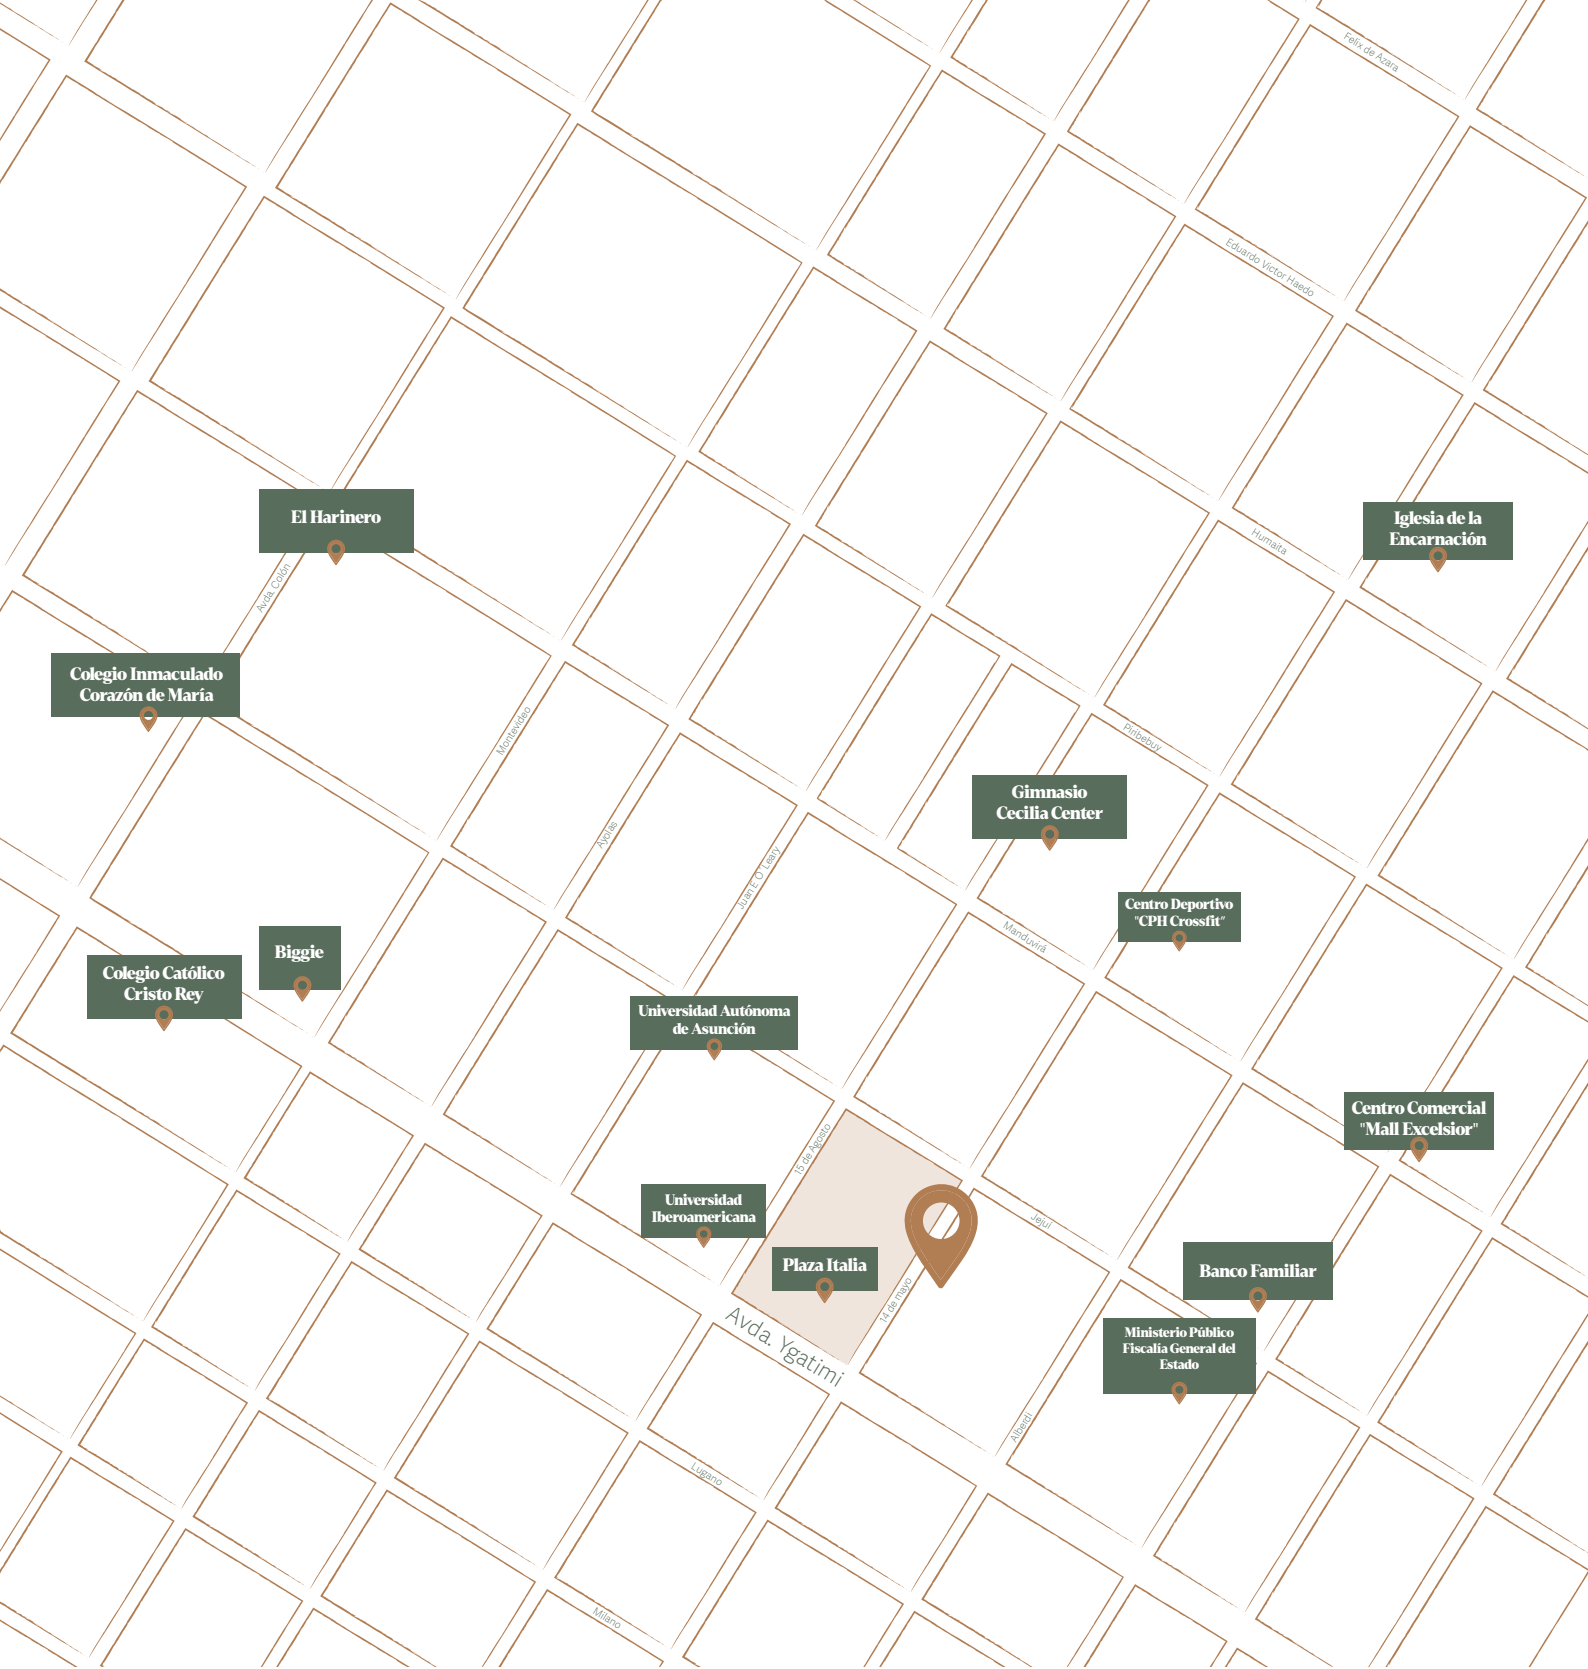 Felix de Azara
Eduardo Victor Haedo
El Harinero
Iglesia de la
Encarnación
Humaita
Avda. Colón
Colegio Inmaculado
Corazón de María
Montevideo
Piribebuy
Gimnasio
Cecilia Center
Ayolas
Juan E O´Leary
Centro Deportivo
"CPH Crossfit"
Manduvirá
Biggie
Colegio Católico
Cristo Rey
Universidad Autónoma
de Asunción
Centro Comercial
"Mall Excelsior"
15 de Agosto
Universidad
Iberoamericana
Jejuí
Plaza Italia
Banco Familiar
14 de mayo
Avda. Ygatimi
Ministerio Público
Fiscalía General del
Estado
Alberdi
Lugano
Milano